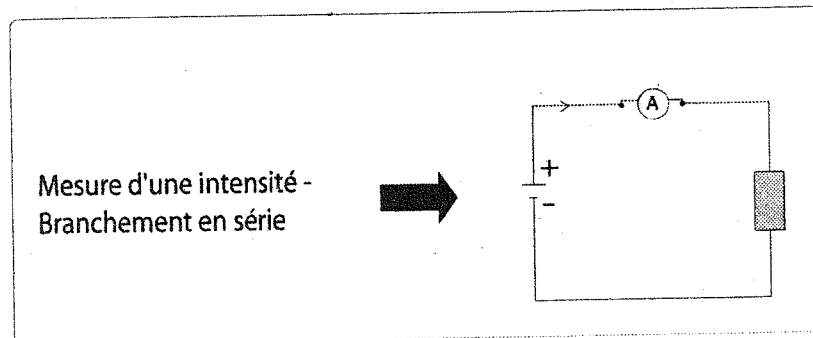 Mesure d'une intensité -
Branchement en série
A
+
-